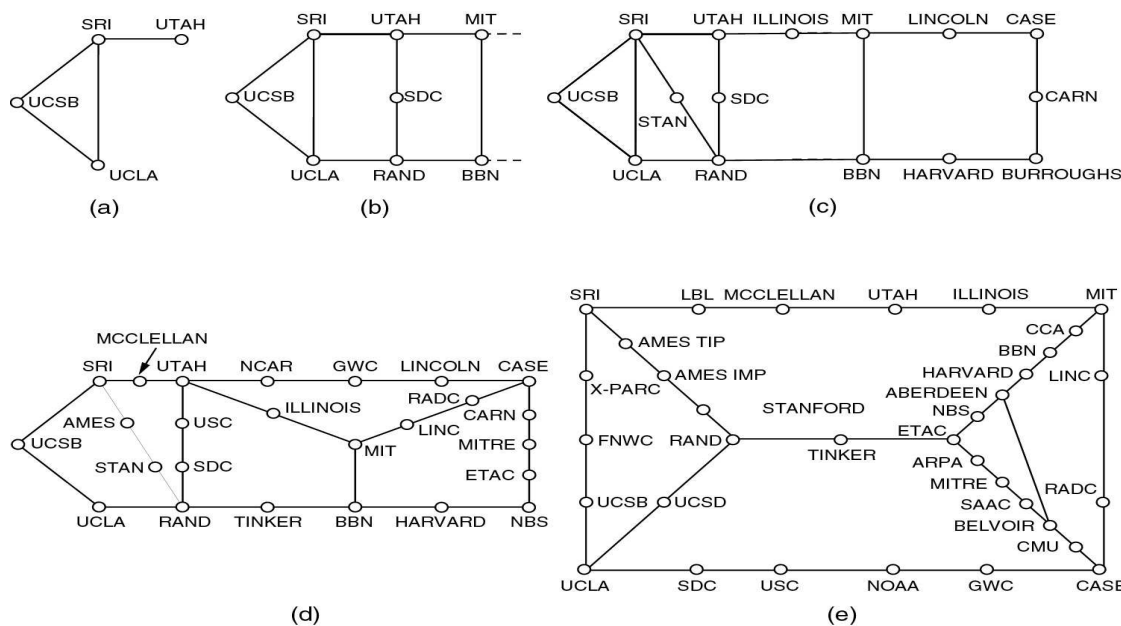 SRI UTAH
UCSB
UCLA
(a)
SRI UTAH MIT
UCSB
SDC
UCLA RAND BBN
(b)
SRI UTAH ILLINOIS MIT LINCOLN CASE
UCSB
STAN
SDC
CARN
UCLA RAND BBN HARVARD BURROUGHS
(c)
MCCLELLAN
SRI UTAH NCAR GWC LINCOLN CASE
RADC
CARN
AMES
USC
ILLINOIS
LINC
UCSB
MIT
MITRE
STAN
SDC
ETAC
UCLA RAND TINKER BBN HARVARD NBS
(d)
SRI LBL MCCLELLAN UTAH ILLINOIS MIT
CCA
AMES TIP
BBN
X-PARC
AMES IMP
HARVARD
LINC
ABERDEEN
STANFORD
NBS
FNWC
RAND
ETAC
TINKER
ARPA
MITRE
UCSB
UCSD
SAAC
RADC
BELVOIR
CMU
UCLA SDC USC NOAA GWC CASE
(e)